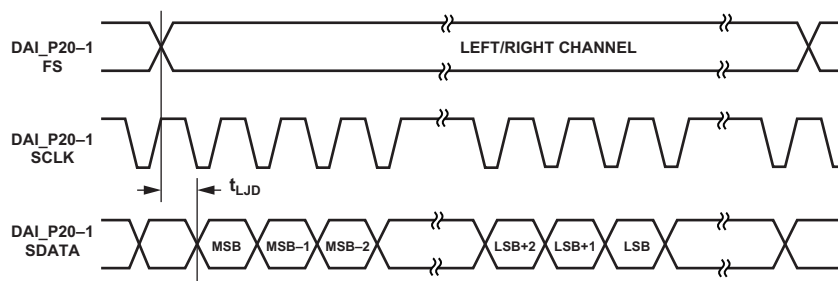 DAI_P20–1
FS
LEFT/RIGHT CHANNEL
DAI_P20–1
SCLK
tLJD
DAI_P20–1
SDATA
MSB
MSB–1
MSB–2
LSB+2
LSB+1
LSB